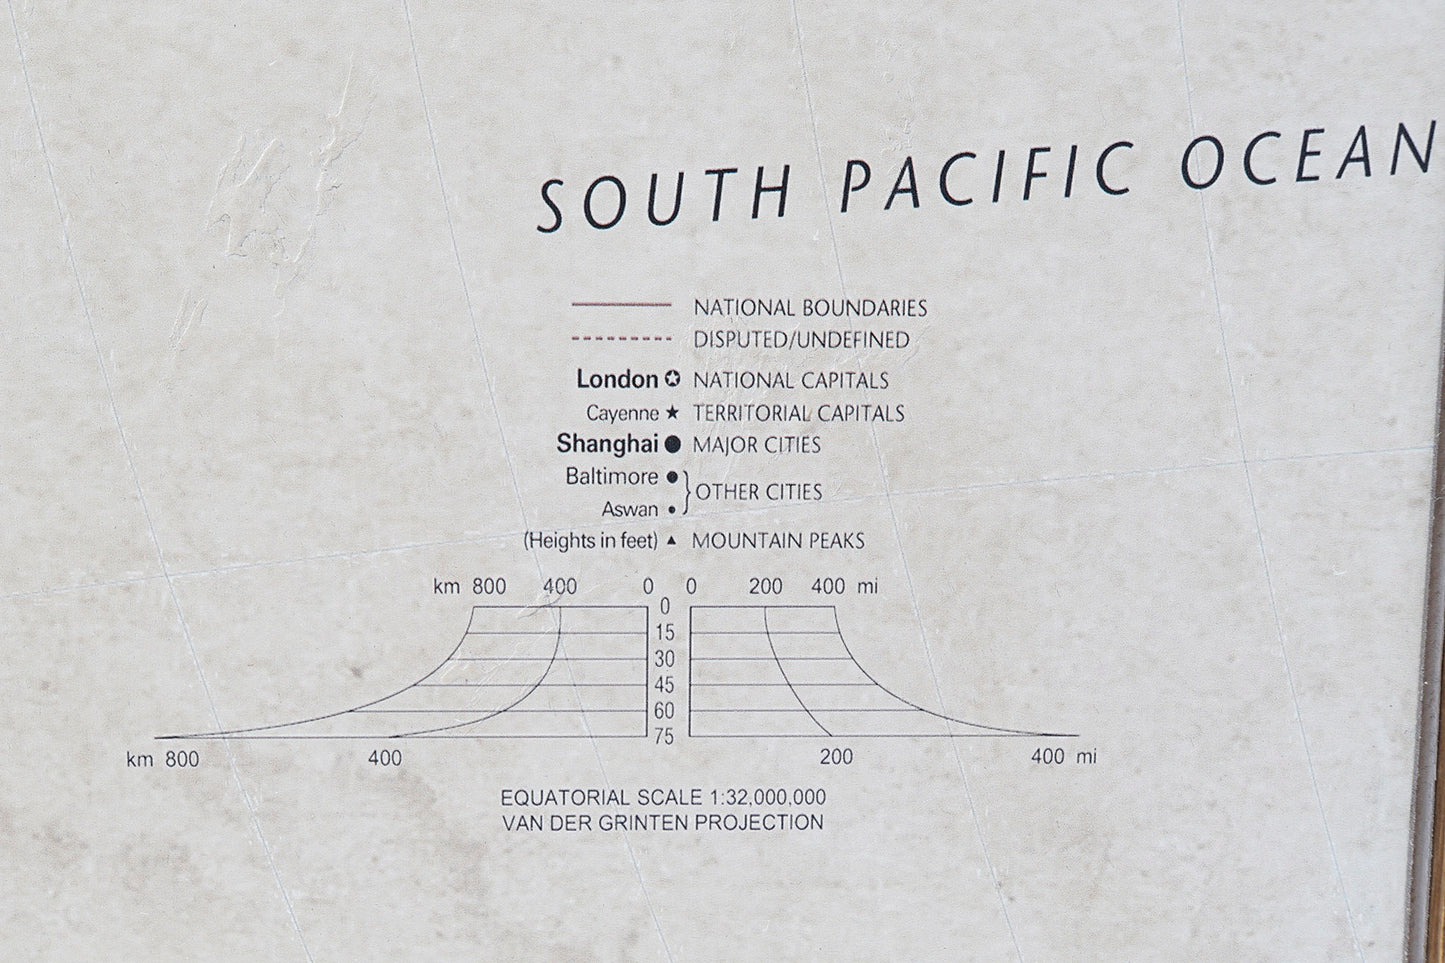 SOUTH PACIFIC OCEAN
NATIONAL BOUNDARIES
DISPUTED/UNDEFINED
London NATIONAL CAPITALS
Cayenne TERRITORIAL CAPITALS
Shanghai MAJOR CITIES
Baltimore
OTHER CITIES
Aswan
(Heights in feet) MOUNTAIN PEAKS
km 800 400 0 0 200 400 mi
0
15
30
45
60
75
km 800 400 200 400 mi
EQUATORIAL SCALE 1:32,000,000
VAN DER GRINTEN PROJECTION